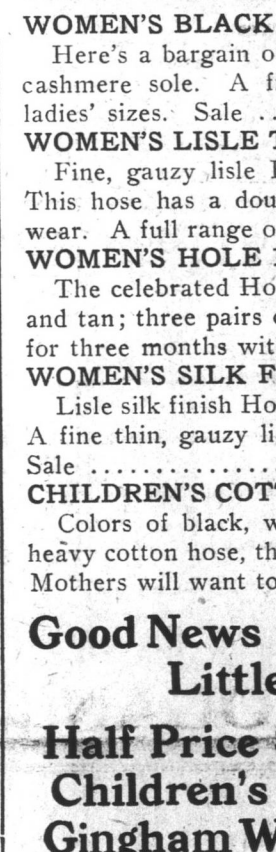 WOMEN'S BLACK
Here's a bargain o
cashmere sole. A f
ladies' sizes. Sale ..
WOMEN'S LISLE T
Fine, gauzy lisle
This hose has a dou
wear. A full range o
WOMEN'S HOLE
The celebrated Ho
and tan; three pairs
for three months wit
WOMEN'S SILK F
Lisle silk finish Ho
A fine thin, gauzy li
Sale ...............
CHILDREN'S COT
Colors of black, w
heavy cotton hose, th
Mothers will want to
Good News
Little
Half Price
Children's
Gingham W